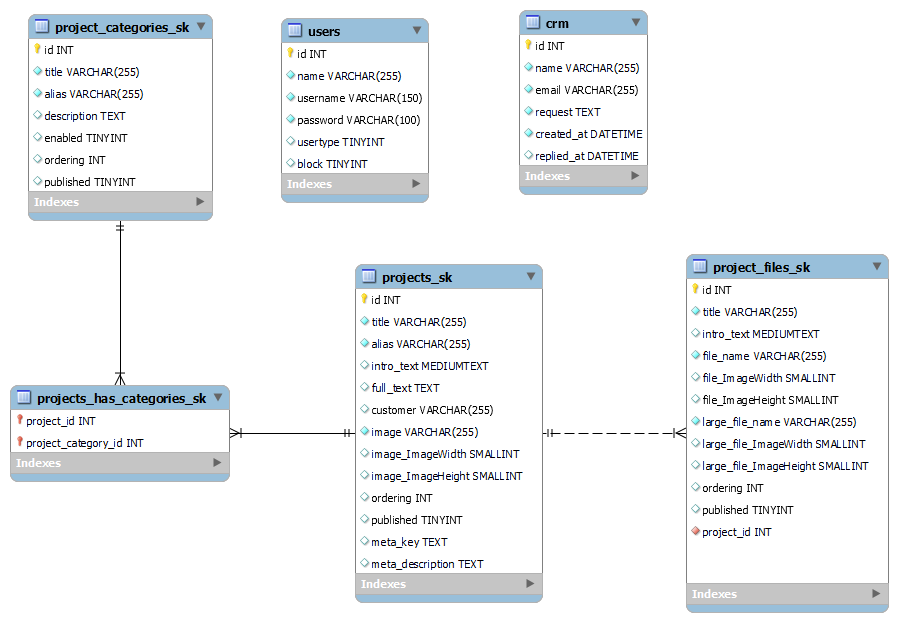 project_categories_sk
id INT
title VARCHAR(255)
alias VARCHAR(255)
description TEXT
enabled TINYINT
ordering INT
published TINYINT
Indexes
users
id INT
name VARCHAR(255)
username VARCHAR(150)
password VARCHAR(100)
usertype TINYINT
block TINYINT
Indexes
crm
id INT
name VARCHAR(255)
email VARCHAR(255)
request TEXT
created_at DATETIME
replied_at DATETIME
Indexes
projects_has_categories_sk
project_id INT
project_category_id INT
Indexes
projects_sk
id INT
title VARCHAR(255)
alias VARCHAR(255)
intro_text MEDIUMTEXT
full_text TEXT
customer VARCHAR(255)
image VARCHAR(255)
image_ImageWidth SMALLINT
image_ImageHeight SMALLINT
ordering INT
published TINYINT
meta_key TEXT
meta_description TEXT
Indexes
project_files_sk
id INT
title VARCHAR(255)
intro_text MEDIUMTEXT
file_name VARCHAR(255)
file_ImageWidth SMALLINT
file_ImageHeight SMALLINT
large_file_name VARCHAR(255)
large_file_ImageWidth SMALLINT
large_file_ImageHeight SMALLINT
ordering INT
published TINYINT
project_id INT
Indexes